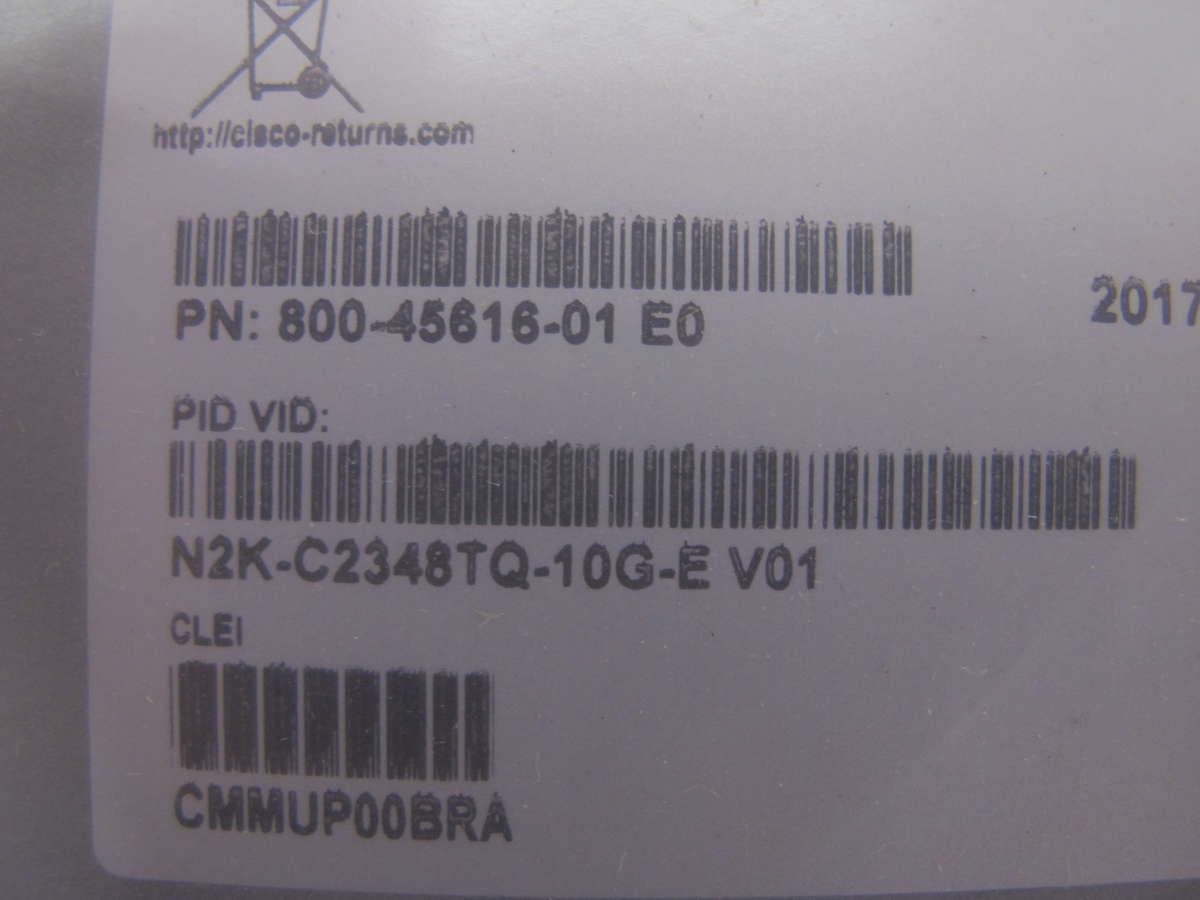 http://cisco-returns.com
PN: 800-45616-01 E0
2017
PID VID:
N2K-C2348TQ-10G-E V01
CLEI
CMMUP00BRA